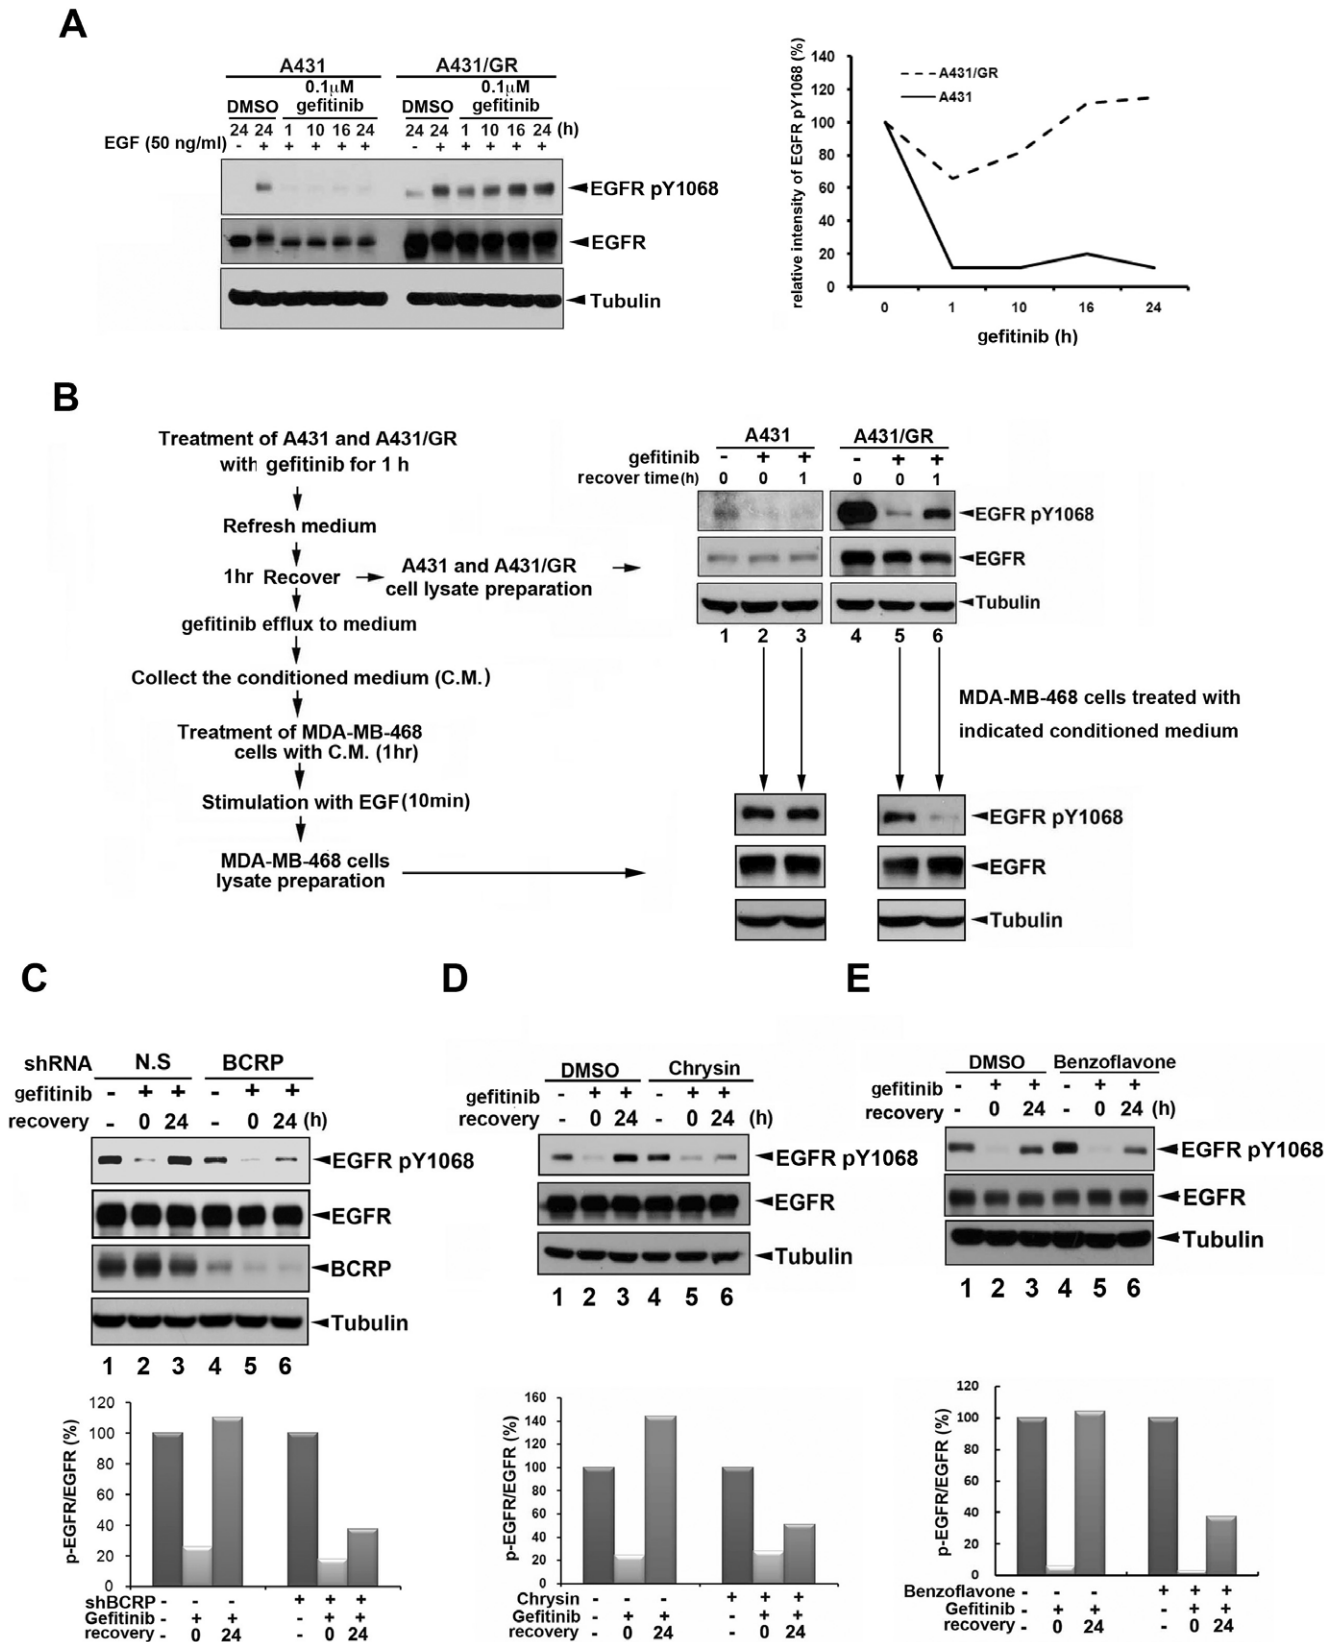 A
A431 A431/GR
0.1μM 0.1μM
DMSO gefitinib DMSO gefitinib
24 24 1 10 16 24 24 24 1 10 16 24 (h)
EGF (50 ng/ml) - + + + + + - + + + + +
EGFR pY1068
EGFR
Tubulin
relative intensity of EGFR pY1068 (%)
140
120
100
80
60
40
20
0
A431/GR
A431
0 1 10 16 24
gefitinib (h)
B
Treatment of A431 and A431/GR
with gefitinib for 1 h
Refresh medium
1hr Recover
A431 and A431/GR
cell lysate preparation
gefitinib efflux to medium
Collect the conditioned medium (C.M.)
Treatment of MDA-MB-468
cells with C.M. (1hr)
Stimulation with EGF(10min)
MDA-MB-468 cells
lysate preparation
A431 A431/GR
gefitinib - + + - + +
recover time(h) 0 0 1 0 0 1
EGFR pY1068
EGFR
Tubulin
1 2 3 4 5 6
MDA-MB-468 cells treated with
indicated conditioned medium
EGFR pY1068
EGFR
Tubulin
C
shRNA N.S BCRP
gefitinib - + + - + +
recovery - 0 24 - 0 24 (h)
EGFR pY1068
EGFR
BCRP
Tubulin
1 2 3 4 5 6
p-EGFR/EGFR (%)
120
100
80
60
40
20
0
shBCRP - - - + + +
Gefitinib - + + - + +
recovery - 0 24 - 0 24
D
DMSO Chrysin
gefitinib - + + - + +
recovery - 0 24 - 0 24 (h)
EGFR pY1068
EGFR
Tubulin
1 2 3 4 5 6
p-EGFR/EGFR (%)
160
140
120
100
80
60
40
20
0
Chrysin - - - + + +
Gefitinib - + + - + +
recovery - 0 24 - 0 24
E
DMSO Benzoflavone
gefitinib - + + - + +
recovery - 0 24 - 0 24 (h)
EGFR pY1068
EGFR
Tubulin
1 2 3 4 5 6
p-EGFR/EGFR (%)
120
100
80
60
40
20
0
Benzoflavone - - - + + +
Gefitinib - + + - + +
recovery - 0 24 - 0 24